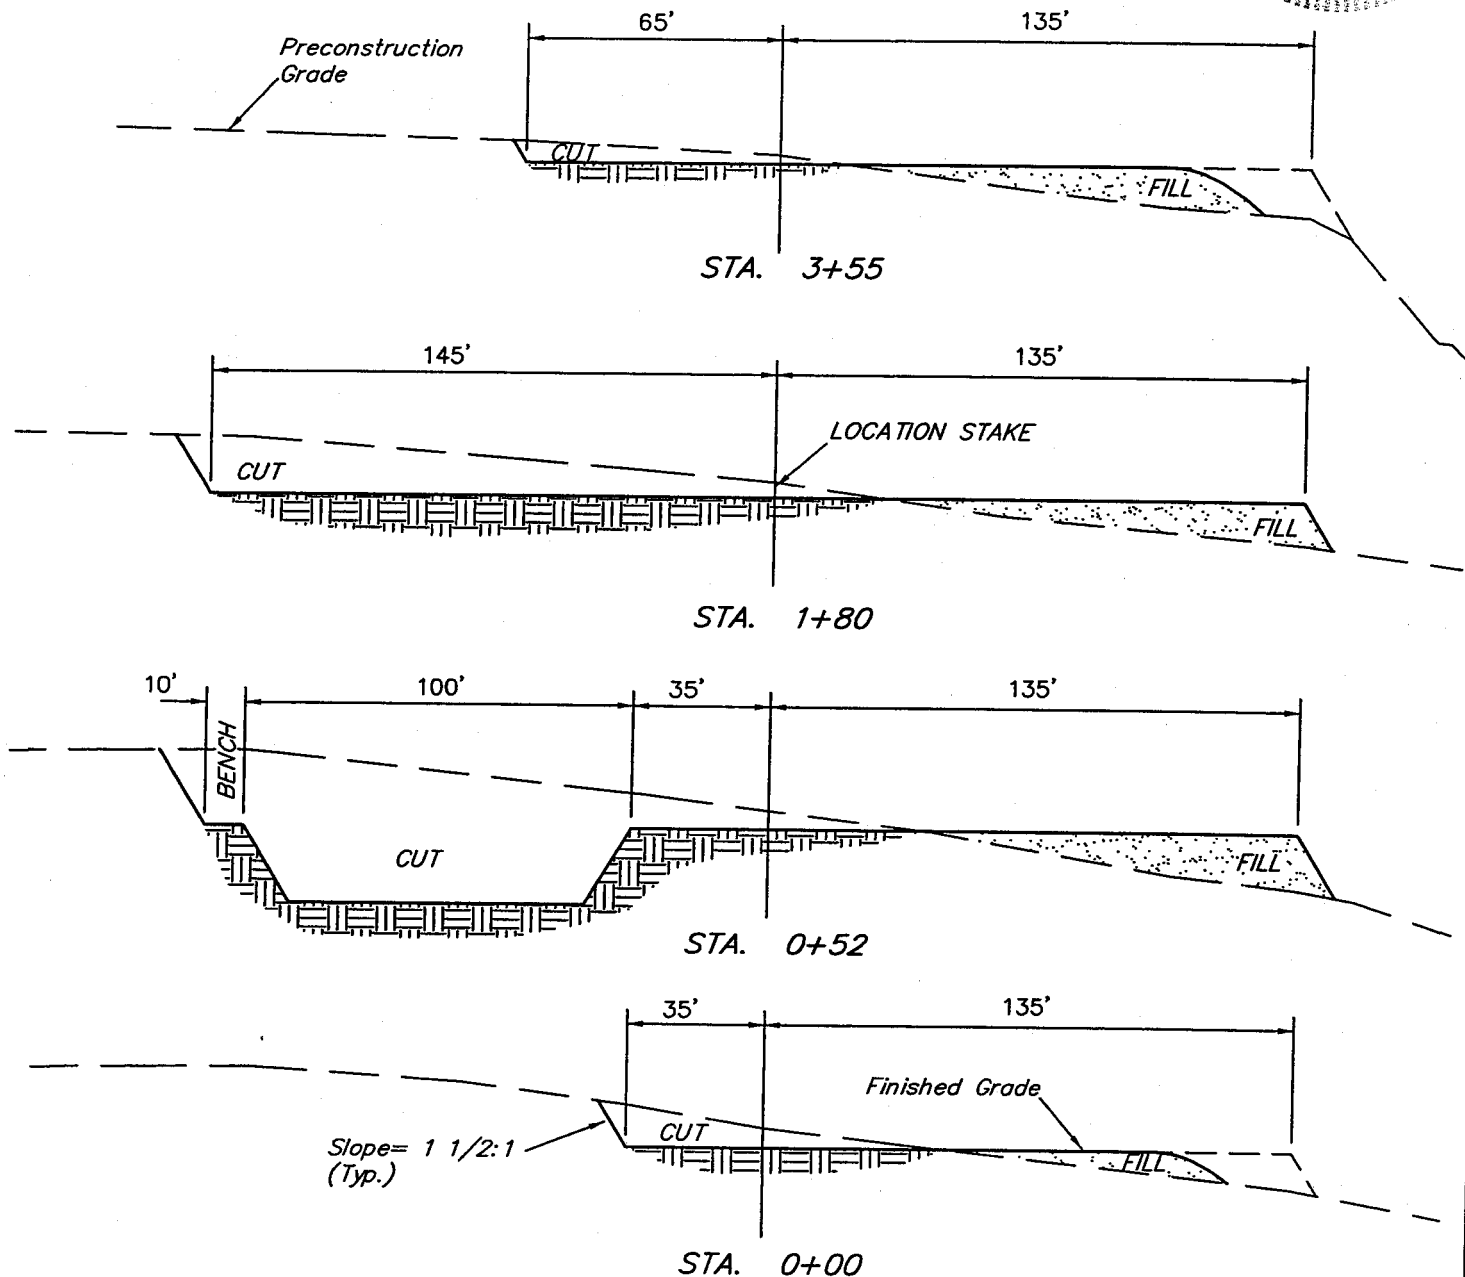 65' 135'
Preconstruction
Grade
CUT
FILL
STA. 3+55
145' 135'
LOCATION STAKE
CUT
FILL
STA. 1+80
10' 100' 35' 135'
BENCH
CUT
FILL
STA. 0+52
35' 135'
Finished Grade
CUT
Slope= 1 1/2:1
(Typ.)
FILL
STA. 0+00